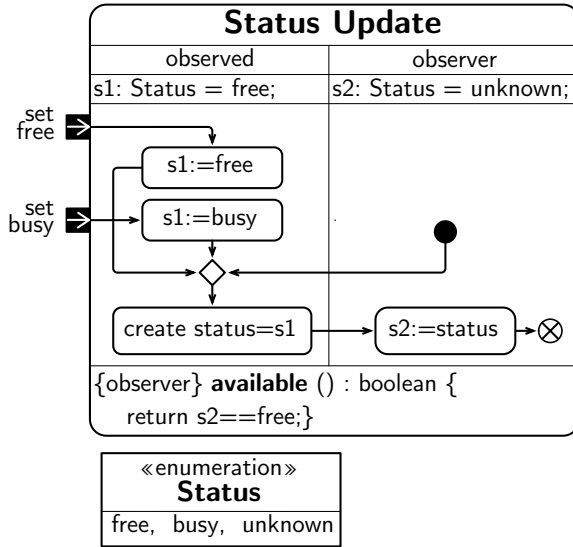 Status Update
observed observer
s1: Status = free; s2: Status = unknown;
set
free
s1:=free
set
busy
s1:=busy
create status=s1 s2:=status
{observer} available () : boolean {
return s2==free;}
«enumeration»
Status
free, busy, unknown